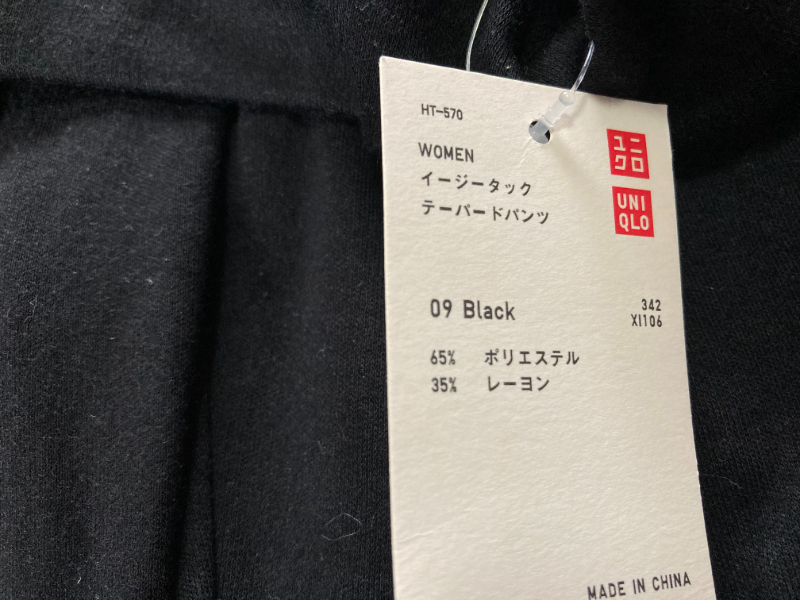 HT-570
WOMEN
イージータック
テーパードパンツ
ユニ
クロ
UNI
QLO
09 Black
342
XI106
65% ポリエステル
35% レーヨン
MADE IN CHINA